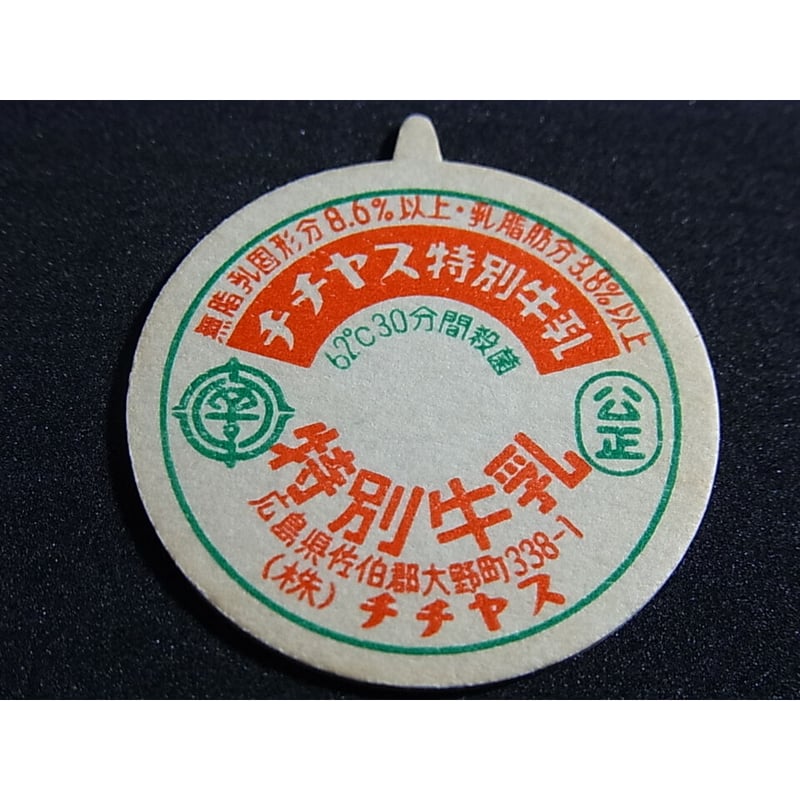 無脂乳固形分8.6%以上・乳脂肪分3.8%以上
チチヤス特別牛乳
62℃30分間殺菌
平
公正
特別牛乳
広島県佐伯郡大野町338-1
(株)チチヤス